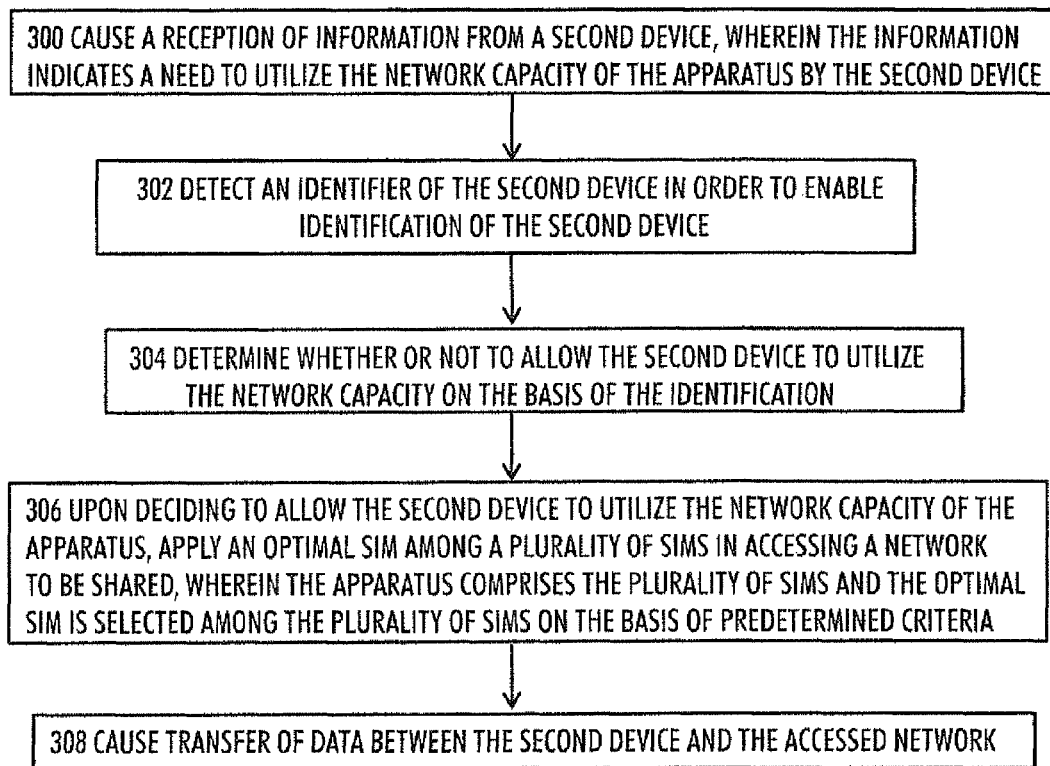 300 CAUSE A RECEPTION OF INFORMATION FROM A SECOND DEVICE, WHEREIN THE INFORMATION
INDICATES A NEED TO UTILIZE THE NETWORK CAPACITY OF THE APPARATUS BY THE SECOND DEVICE
302 DETECT AN IDENTIFIER OF THE SECOND DEVICE IN ORDER TO ENABLE
IDENTIFICATION OF THE SECOND DEVICE
304 DETERMINE WHETHER OR NOT TO ALLOW THE SECOND DEVICE TO UTILIZE
THE NETWORK CAPACITY ON THE BASIS OF THE IDENTIFICATION
306 UPON DECIDING TO ALLOW THE SECOND DEVICE TO UTILIZE THE NETWORK CAPACITY OF THE
APPARATUS, APPLY AN OPTIMAL SIM AMONG A PLURALITY OF SIMS IN ACCESSING A NETWORK
TO BE SHARED, WHEREIN THE APPARATUS COMPRISES THE PLURALITY OF SIMS AND THE OPTIMAL
SIM IS SELECTED AMONG THE PLURALITY OF SIMS ON THE BASIS OF PREDETERMINED CRITERIA
308 CAUSE TRANSFER OF DATA BETWEEN THE SECOND DEVICE AND THE ACCESSED NETWORK